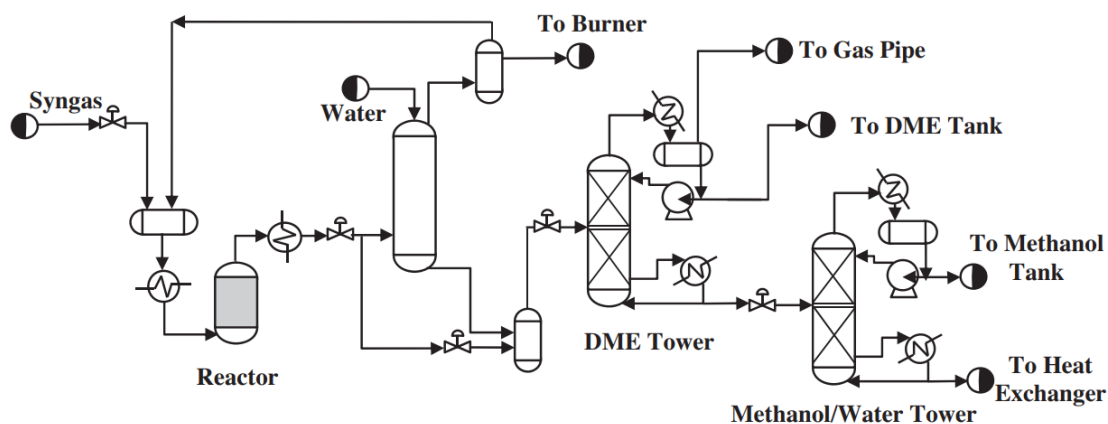 To Burner
To Gas Pipe
Syngas
Water
To DME Tank
To Methanol
Tank
DME Tower
Reactor
To Heat
Exchanger
Methanol/Water Tower